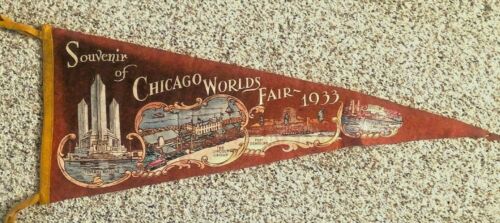 Souvenir
of
CHICAGO WORLDS
FAIR- 1933